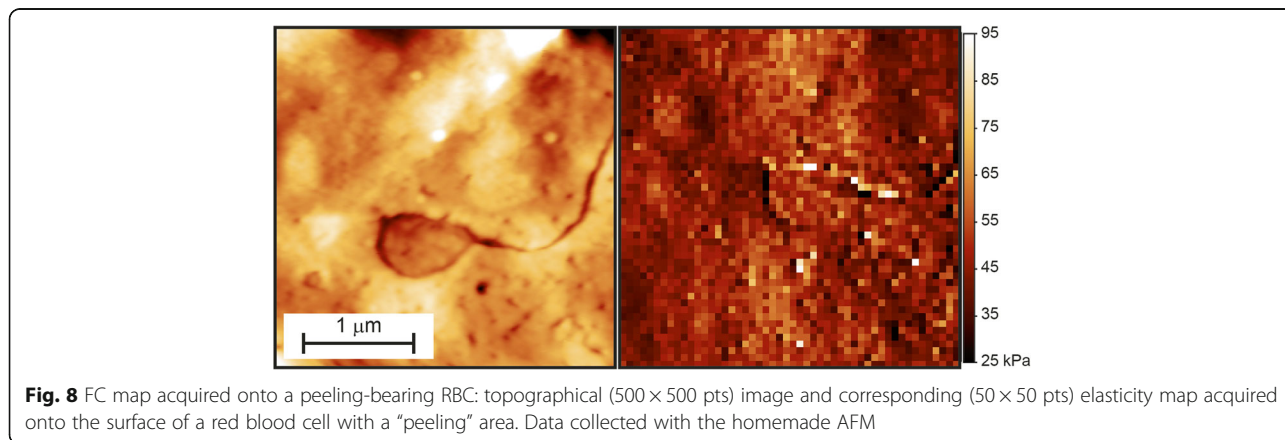 1 μm
95
85
75
65
55
45
35
25 kPa
Fig. 8 FC map acquired onto a peeling-bearing RBC: topographical (500 × 500 pts) image and corresponding (50 × 50 pts) elasticity map acquired
onto the surface of a red blood cell with a “peeling” area. Data collected with the homemade AFM